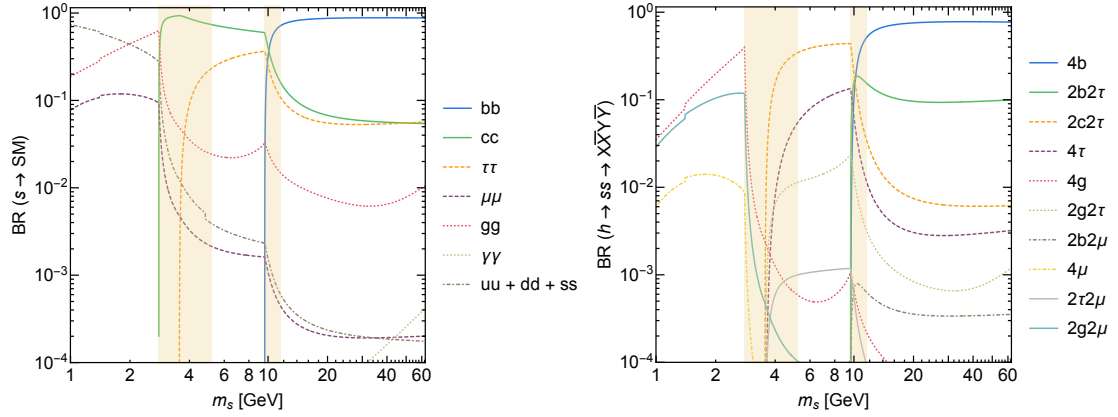 10⁰
10⁻¹
10⁻²
10⁻³
10⁻⁴
BR (s → SM)
1 2 4 6 8 10 20 40 60
mₛ [GeV]
bb
cc
ττ
μμ
gg
γγ
uu + dd + ss
10⁰
10⁻¹
10⁻²
10⁻³
10⁻⁴
BR (h → ss → XX̅YY̅)
1 2 4 6 8 10 20 40 60
mₛ [GeV]
4b
2b2τ
2c2τ
4τ
4g
2g2τ
2b2μ
4μ
2τ2μ
2g2μ